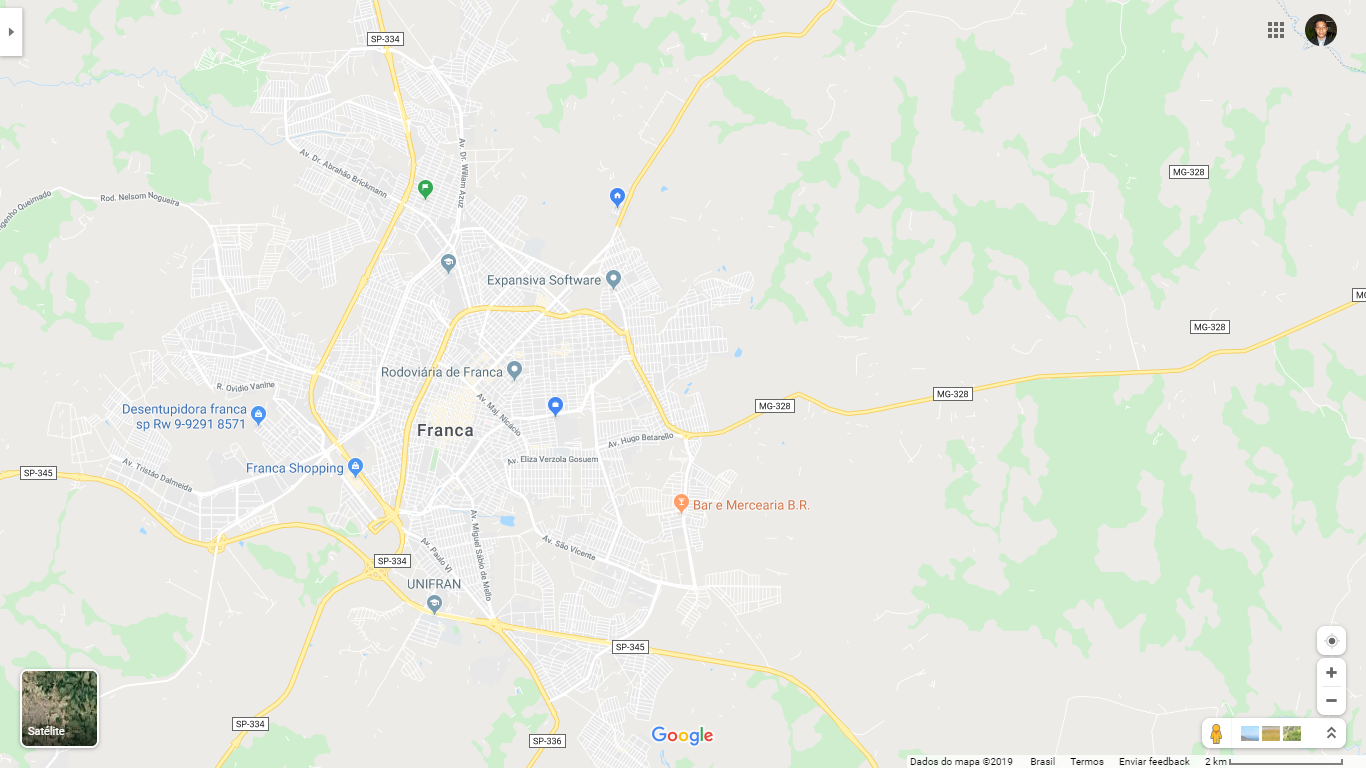 SP-334
Av. Dr. Wiliam Azuz
Av. Dr. Abrahão Brickmann
MG-328
Engenho Queimado
Rod. Nelsom Nogueira
Expansiva Software
MG-328
Rodoviária de Franca
R. Ovídio Vanine
MG-328
Desentupidora franca
sp Rw 9-9291 8571
Av. Maj. Nicácio
MG-328
Franca
Av. Hugo Betarello
Av. Eliza Verzola Gosuem
Franca Shopping
SP-345
Av. Tristão Dalmeida
Bar e Mercearia B.R.
Av. Miguel Sábio de Mello
Av. Paulo VI
Av. São Vicente
SP-334
UNIFRAN
SP-345
Satélite
SP-334
SP-336
Google
Dados do mapa ©2019 Brasil Termos Enviar feedback 2 km